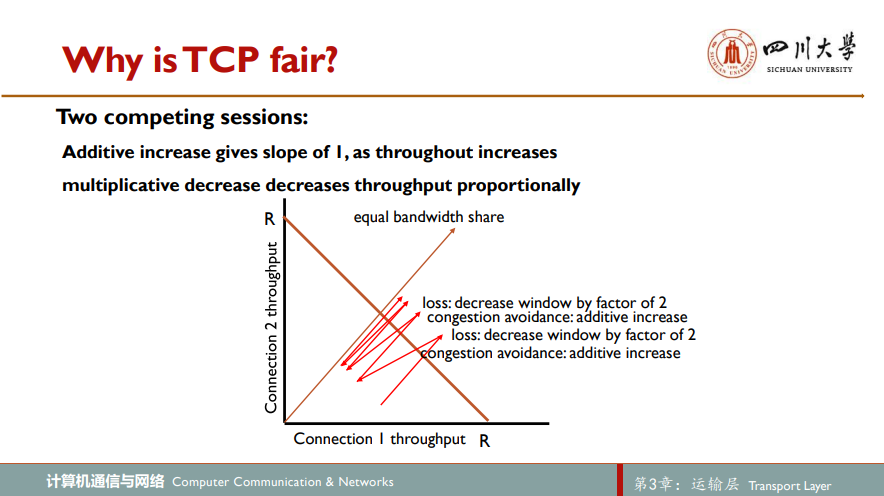 Why is TCP fair?
四川大學
SICHUAN UNIVERSITY
Two competing sessions:
Additive increase gives slope of 1, as throughout increases
multiplicative decrease decreases throughput proportionally
R
equal bandwidth share
Connection 2 throughput
loss: decrease window by factor of 2
congestion avoidance: additive increase
loss: decrease window by factor of 2
congestion avoidance: additive increase
Connection 1 throughput
R
计算机通信与网络 Computer Communication & Networks
第3章：运输层 Transport Layer